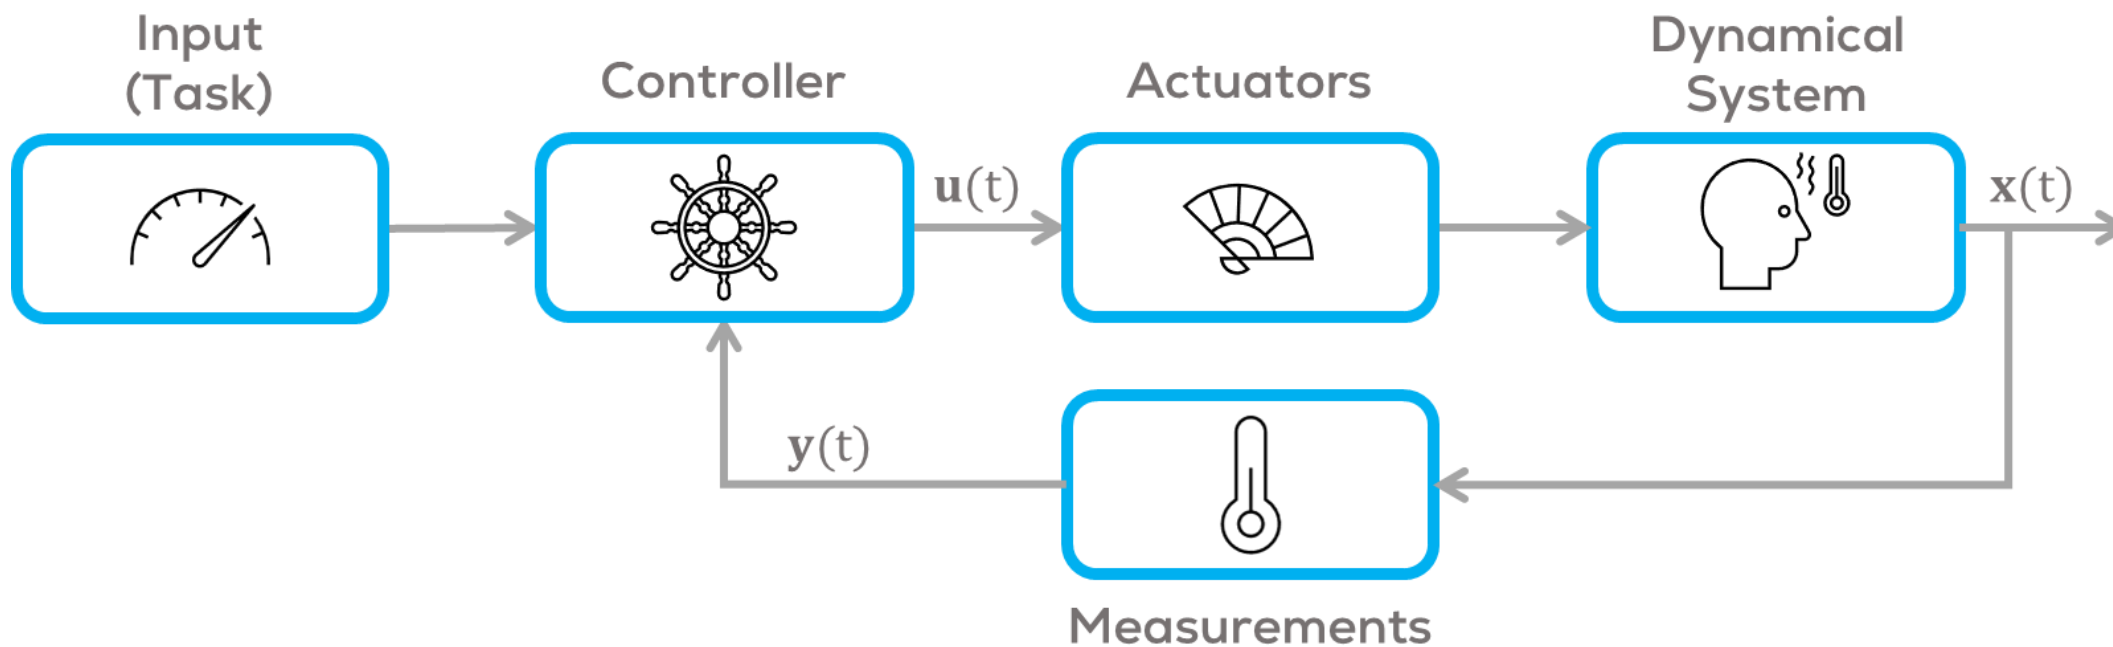 Input
(Task)
Controller
Actuators
Dynamical
System
u(t)
x(t)
y(t)
Measurements